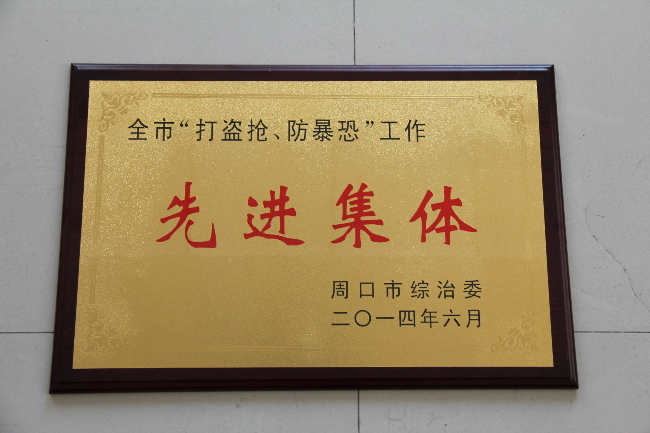 全市“打盗抢、防暴恐”工作
先进集体
周口市综治委
二〇一四年六月